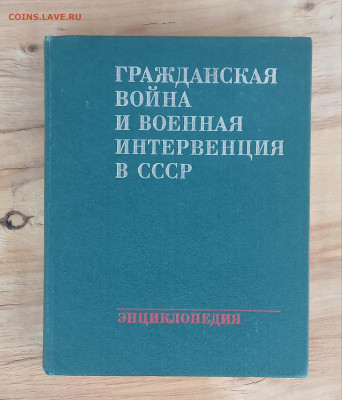 COINS.LAVE.RU
ГРАЖДАНСКАЯ
ВОЙНА
И ВОЕННАЯ
ИНТЕРВЕНЦИЯ
В СССР
ЭНЦИКЛОПЕДИЯ